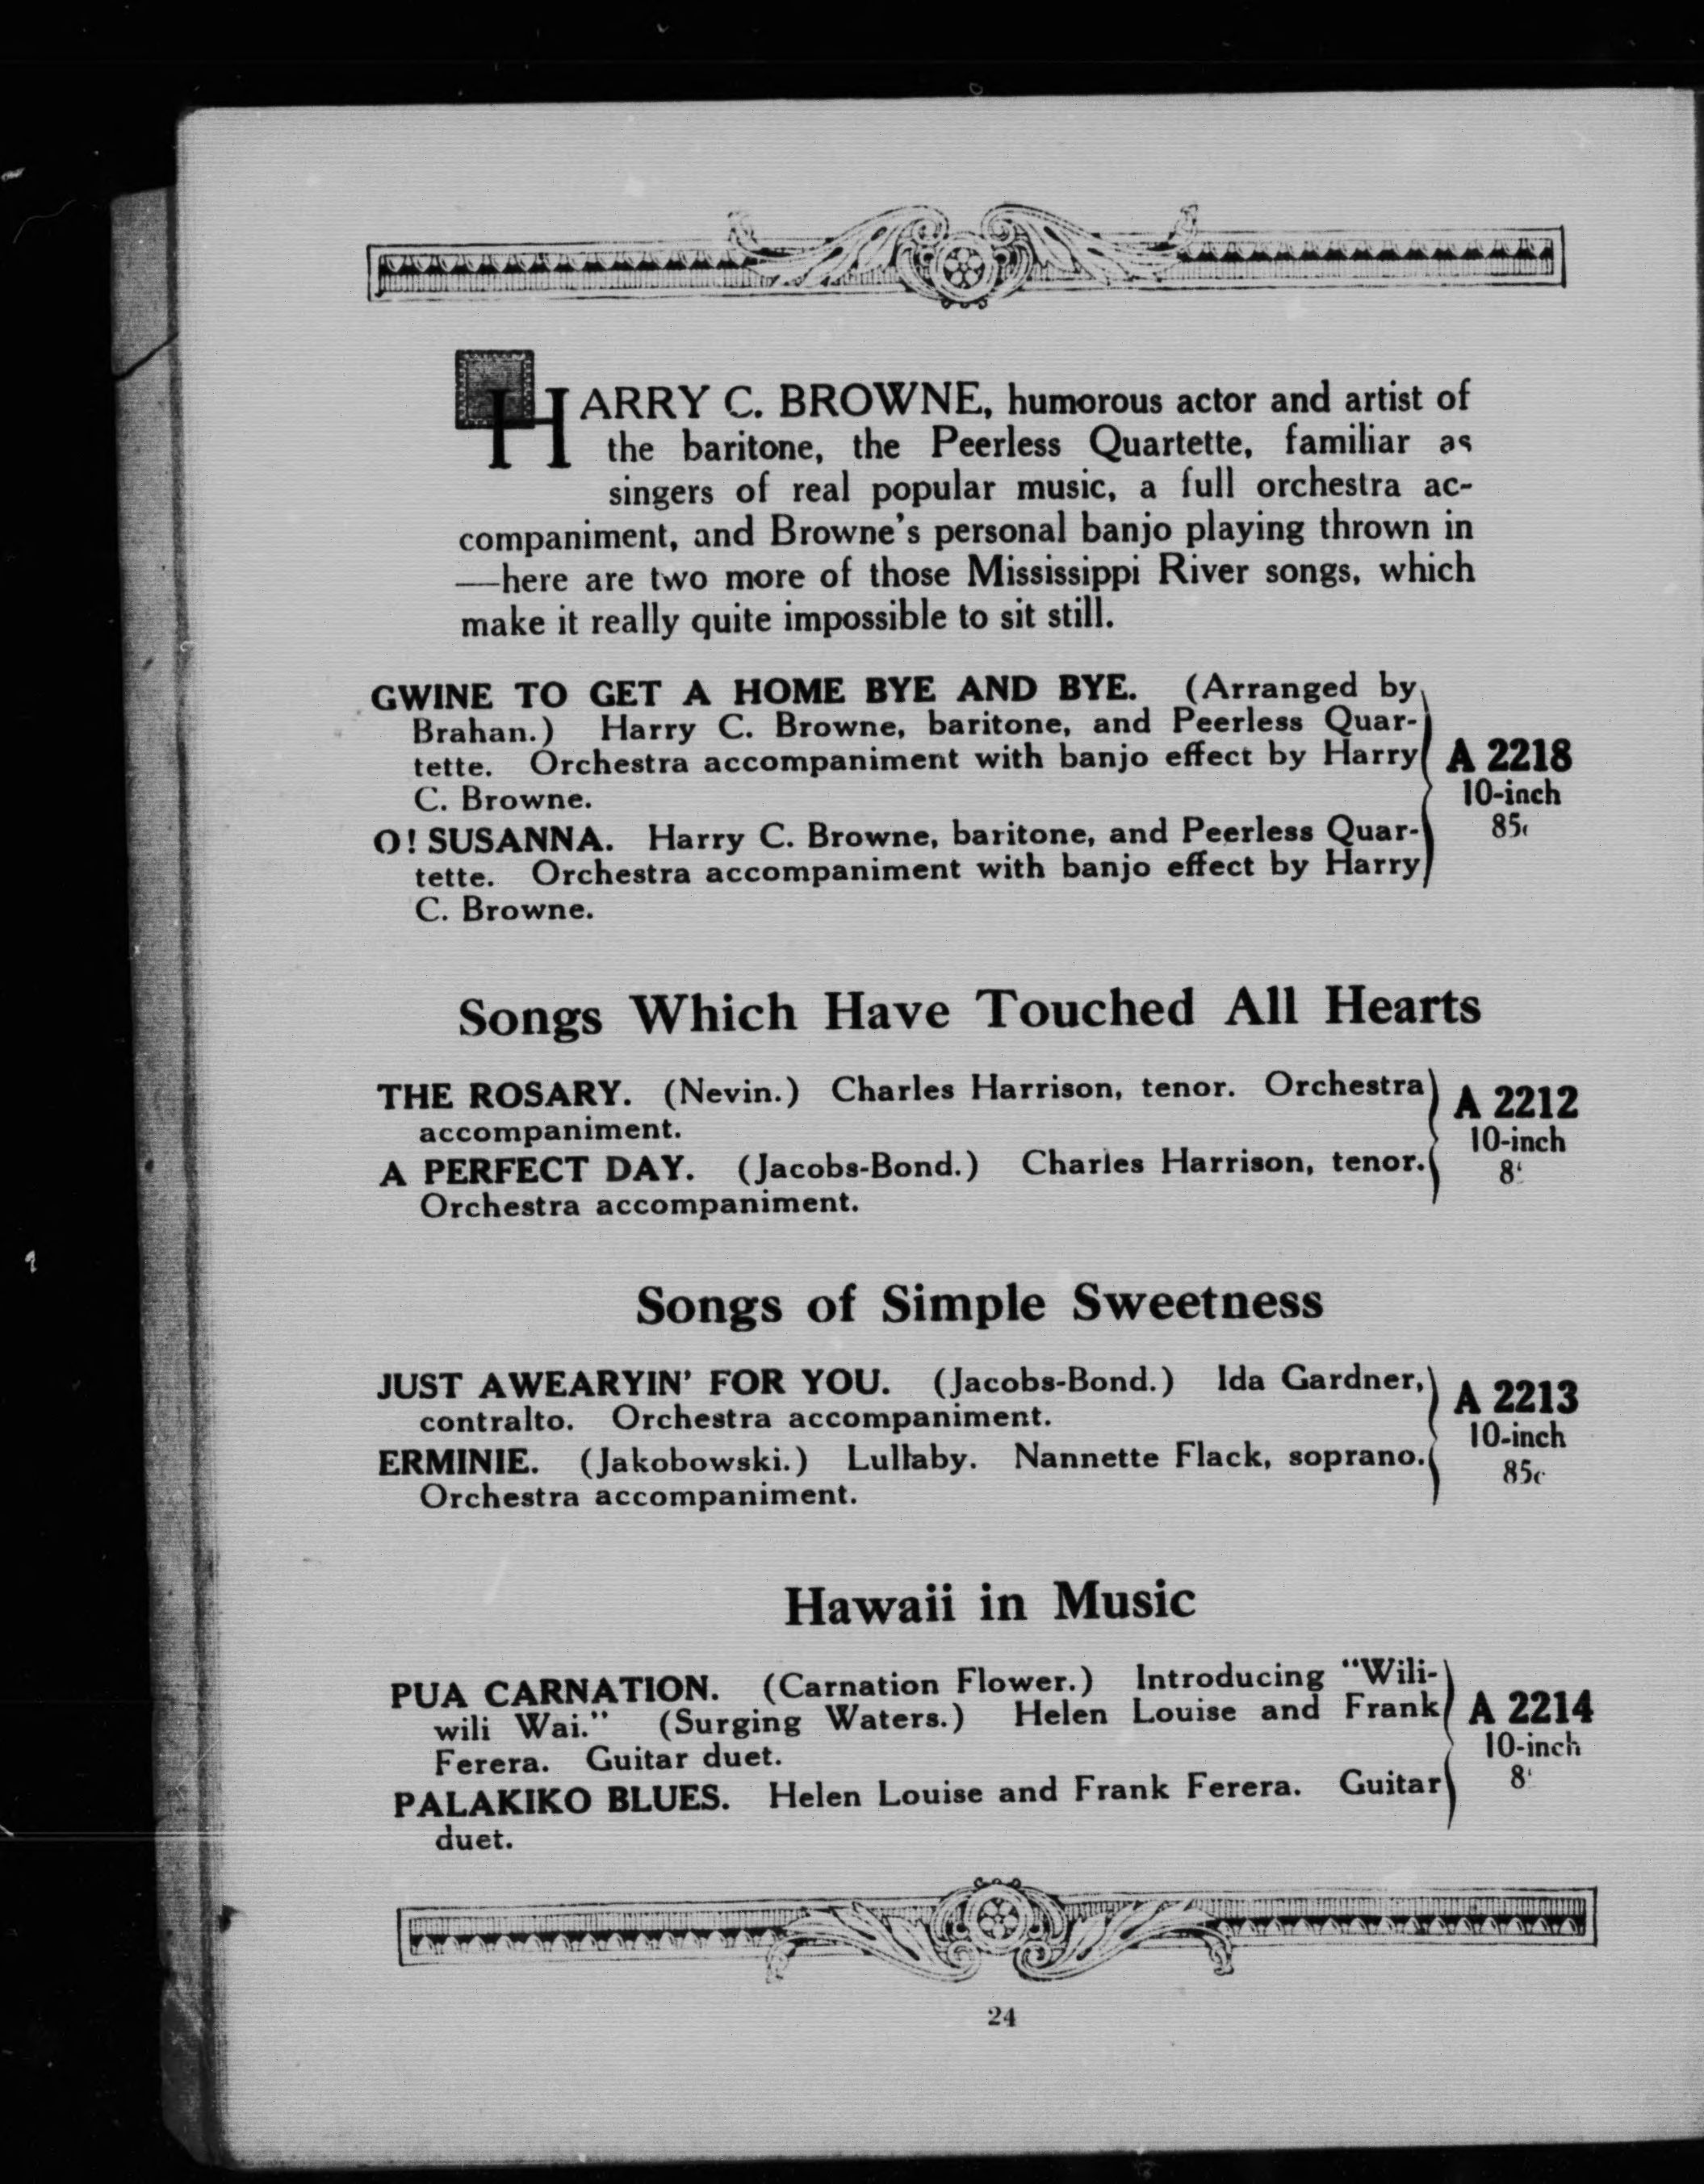 HARRY C. BROWNE, humorous actor and artist of
the baritone, the Peerless Quartette, familiar as
singers of real popular music, a full orchestra ac-
companiment, and Browne's personal banjo playing thrown in
—here are two more of those Mississippi River songs, which
make it really quite impossible to sit still.
GWINE TO GET A HOME BYE AND BYE. (Arranged by
Brahan.) Harry C. Browne, baritone, and Peerless Quar-
tette. Orchestra accompaniment with banjo effect by Harry
C. Browne.
O! SUSANNA. Harry C. Browne, baritone, and Peerless Quar-
tette. Orchestra accompaniment with banjo effect by Harry
C. Browne.
A 2218
10-inch
85c
Songs Which Have Touched All Hearts
THE ROSARY. (Nevin.) Charles Harrison, tenor. Orchestra
accompaniment.
A PERFECT DAY. (Jacobs-Bond.) Charles Harrison, tenor.
Orchestra accompaniment.
A 2212
10-inch
Songs of Simple Sweetness
JUST AWEARYIN' FOR YOU. (Jacobs-Bond.) Ida Gardner,
contralto. Orchestra accompaniment.
ERMINIE. (Jakobowski.) Lullaby. Nannette Flack, soprano.
Orchestra accompaniment.
A 2213
10-inch
85c
Hawaii in Music
PUA CARNATION. (Carnation Flower.) Introducing "Wili-
wili Wai." (Surging Waters.) Helen Louise and Frank
Ferera. Guitar duet.
PALAKIKO BLUES. Helen Louise and Frank Ferera. Guitar
duet.
A 2214
10-inch
24